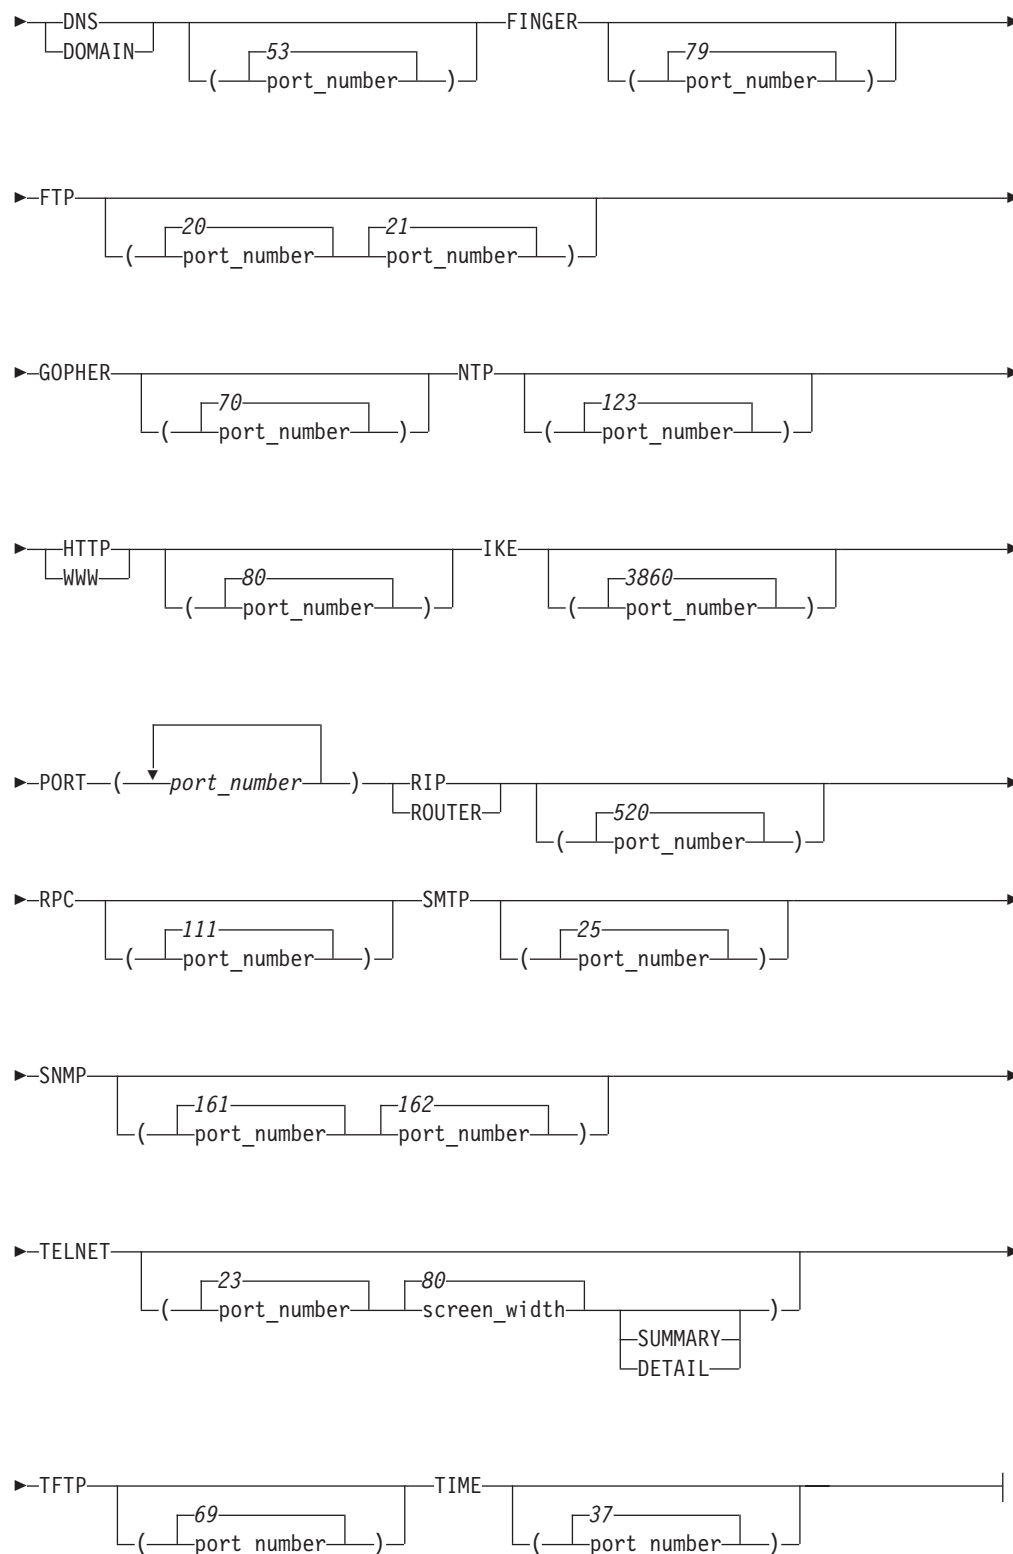 DNS FINGER
DOMAIN 53 79
( port_number ) ( port_number )
FTP
20 21
( port_number port_number )
GOPHER NTP
70 123
( port_number ) ( port_number )
HTTP IKE
WWW 80 3860
( port_number ) ( port_number )
PORT ( port_number ) RIP
ROUTER 520
( port_number )
RPC SMTP
111 25
( port_number ) ( port_number )
SNMP
161 162
( port_number port_number )
TELNET
23 80
( port_number screen_width )
SUMMARY
DETAIL
TFTP TIME
69 37
( port_number ) ( port_number )